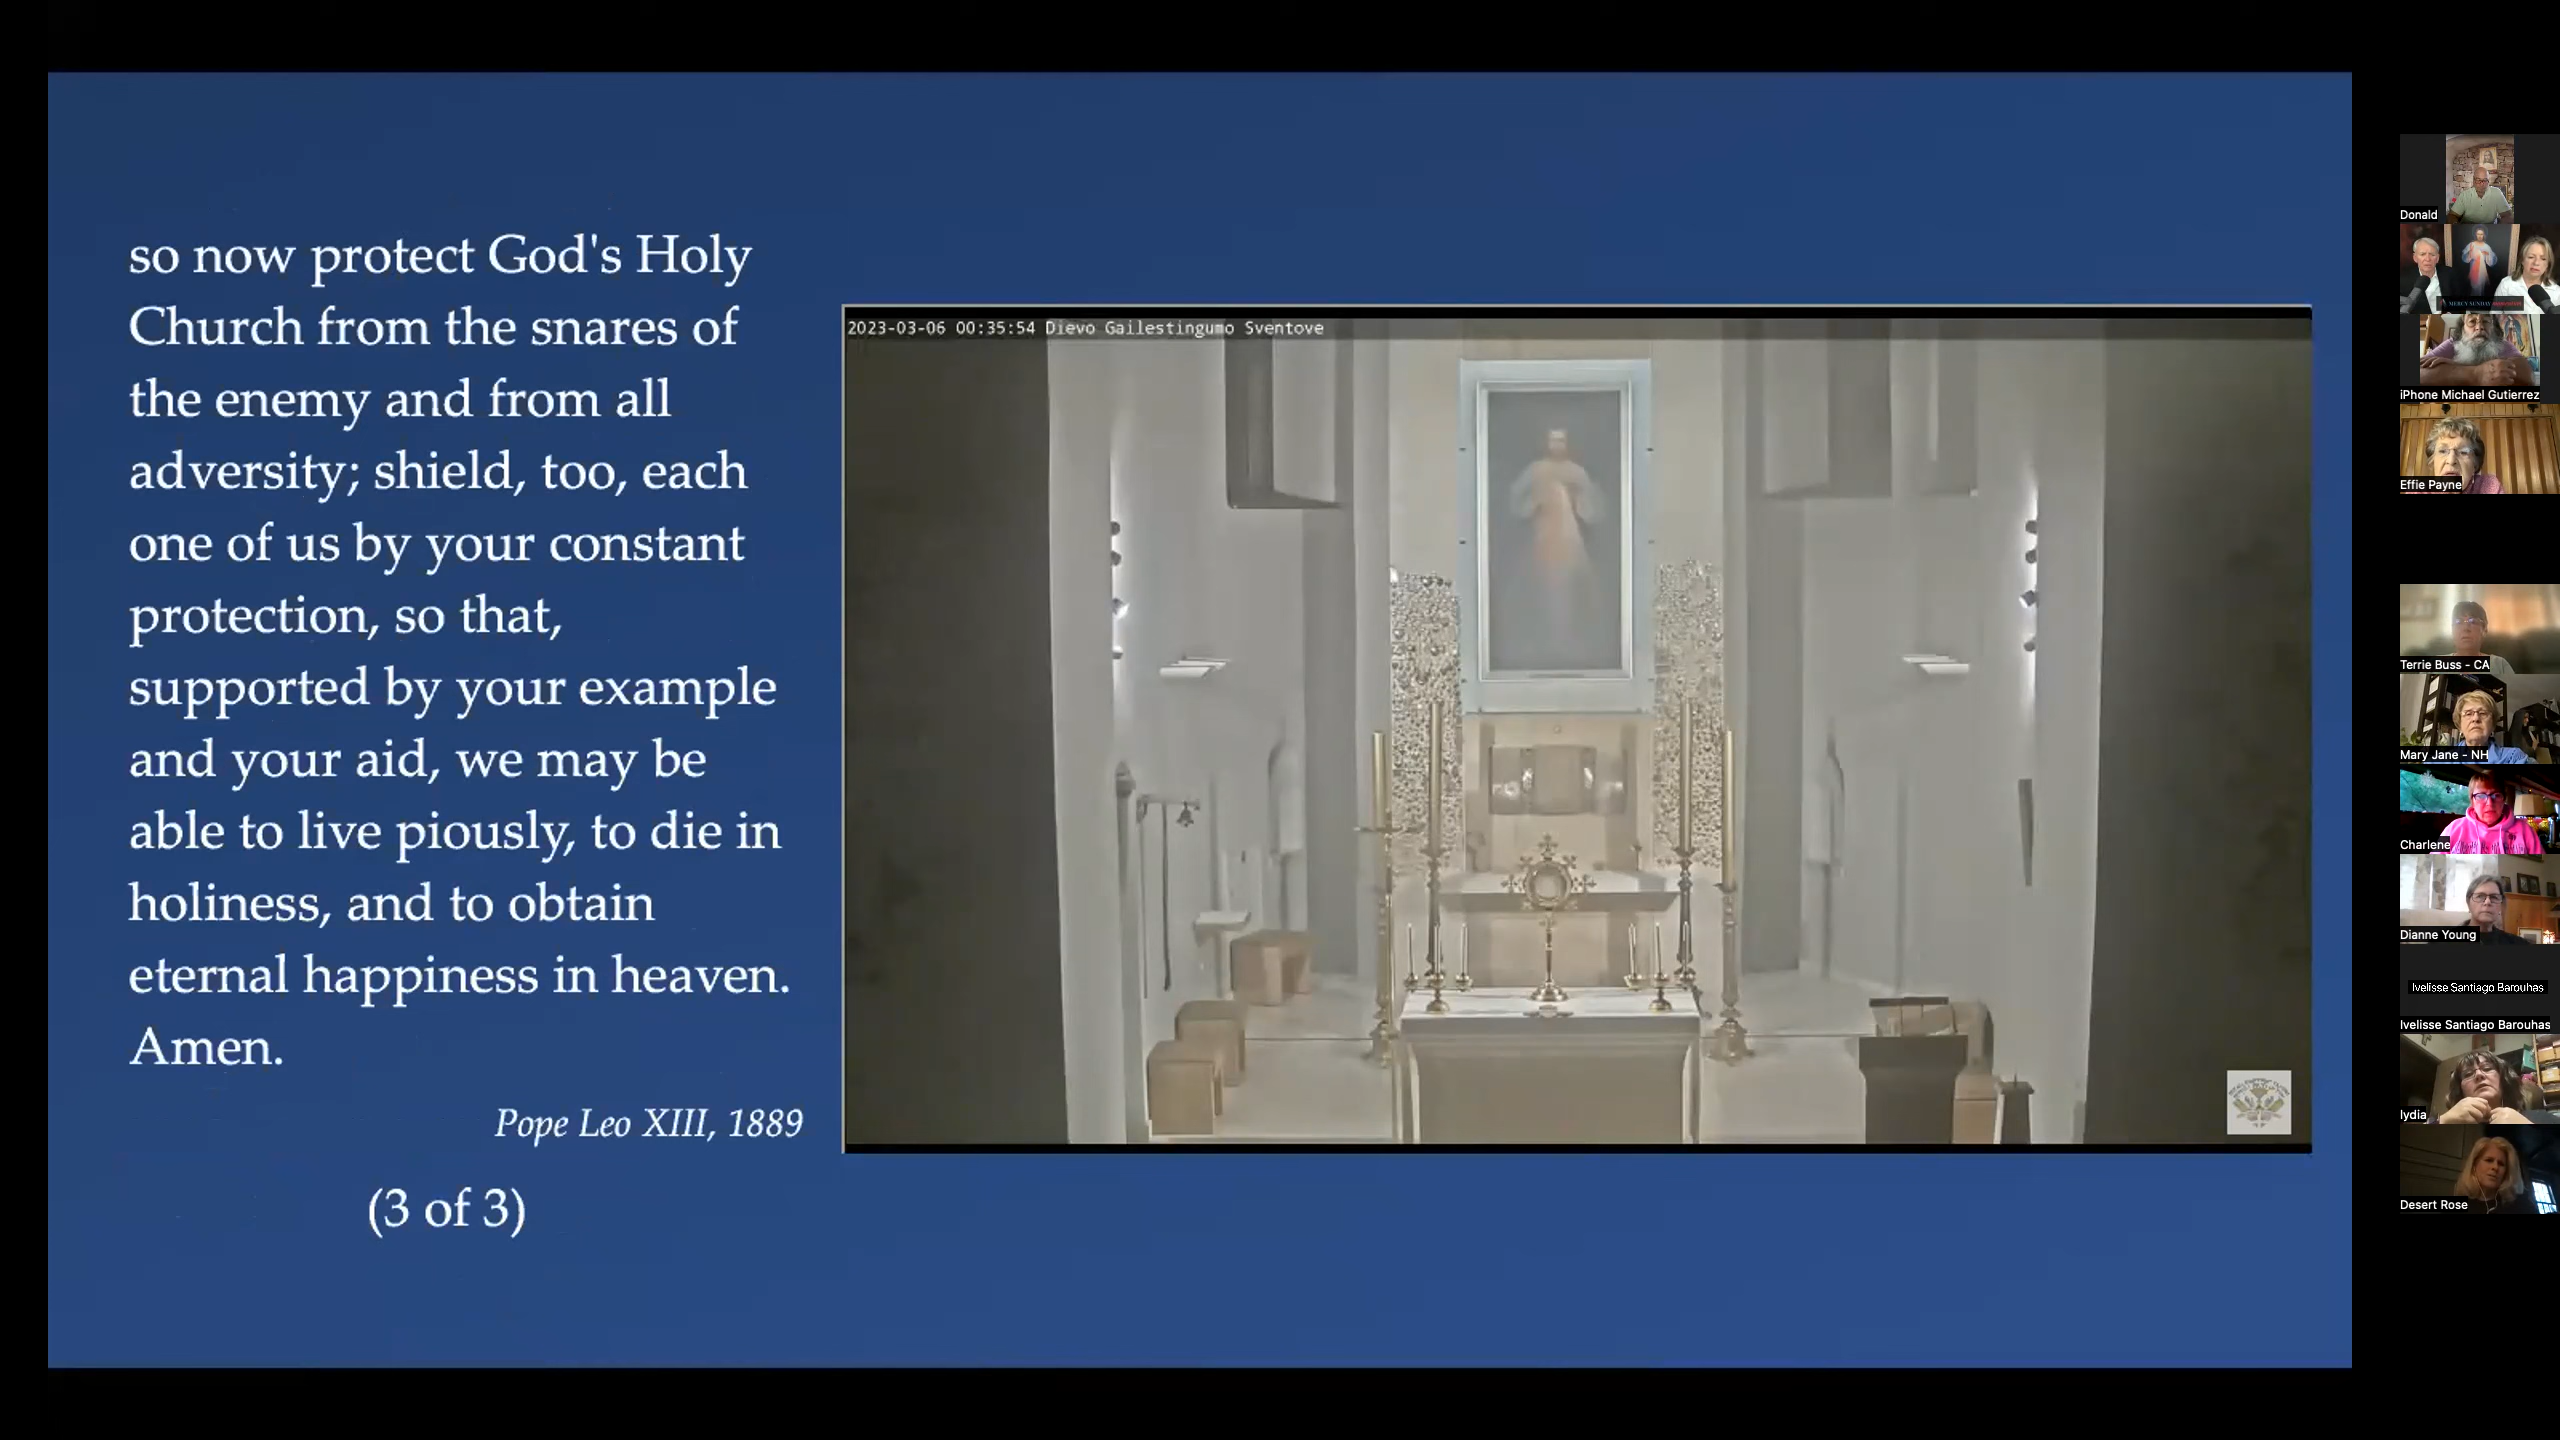 so now protect God's Holy
Church from the snares of
the enemy and from all
adversity; shield, too, each
one of us by your constant
protection, so that,
supported by your example
and your aid, we may be
able to live piously, to die in
holiness, and to obtain
eternal happiness in heaven.
Amen.
Pope Leo XIII, 1889
(3 of 3)
2023-03-06 00:35:54 Dievo Gailestingumo Sventove
Donald
MERCY SUNDAY
iPhone Michael Gutierrez
Effie Payne
Terrie Buss - CA
Mary Jane - NH
Charlene
Dianne Young
Ivelisse Santiago Barouhas
Ivelisse Santiago Barouhas
lydia
Desert Rose